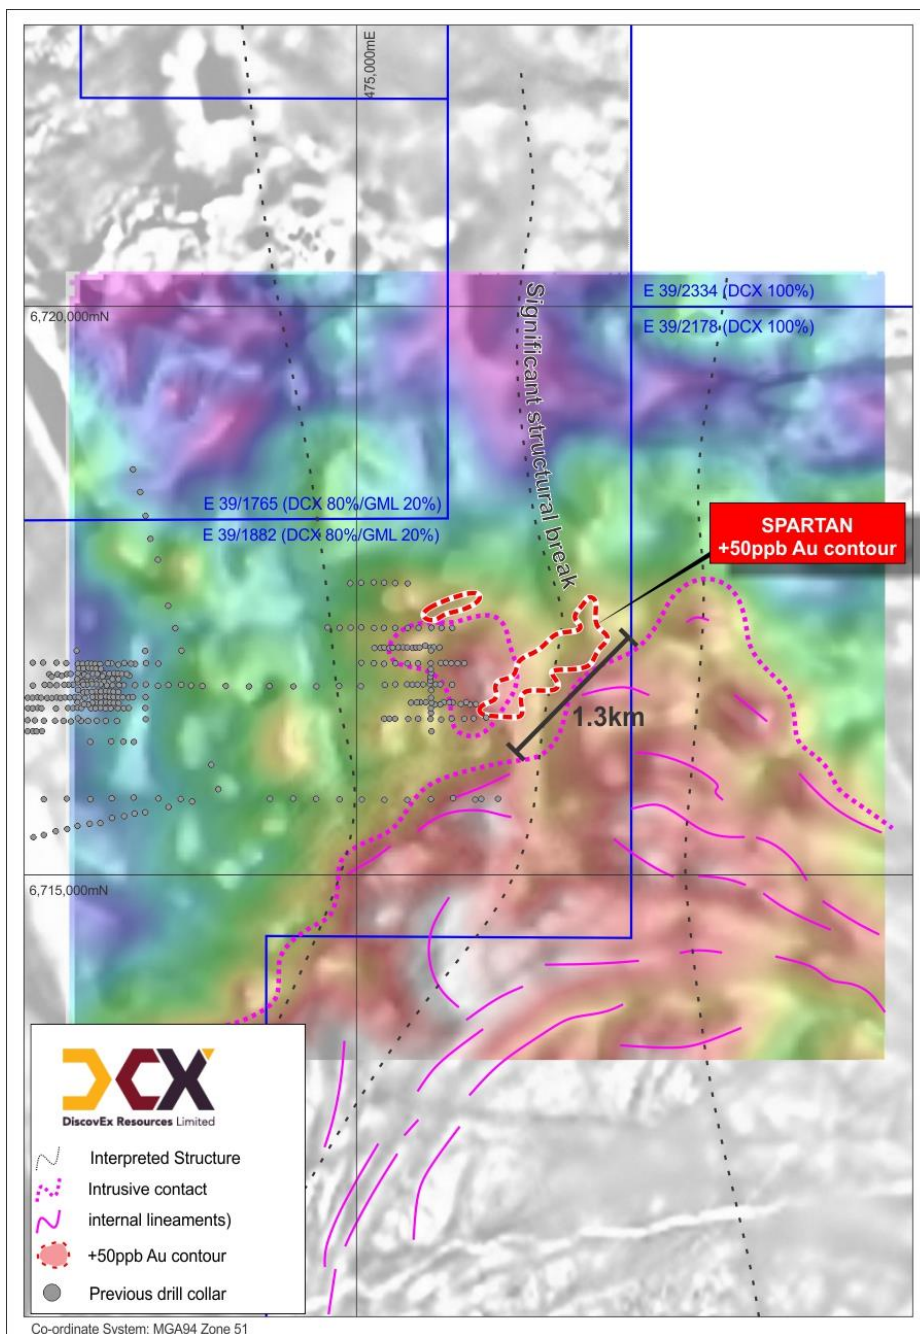 475,000mE
E 39/2334 (DCX 100%)
6,720,000mN
E 39/2178 (DCX 100%)
Significant structural break
E 39/1765 (DCX 80%/GML 20%)
E 39/1882 (DCX 80%/GML 20%)
SPARTAN
+50ppb Au contour
1.3km
6,715,000mN
DCX
DiscovEx Resources Limited
Interpreted Structure
Intrusive contact
internal lineaments)
+50ppb Au contour
Previous drill collar
Co-ordinate System: MGA94 Zone 51